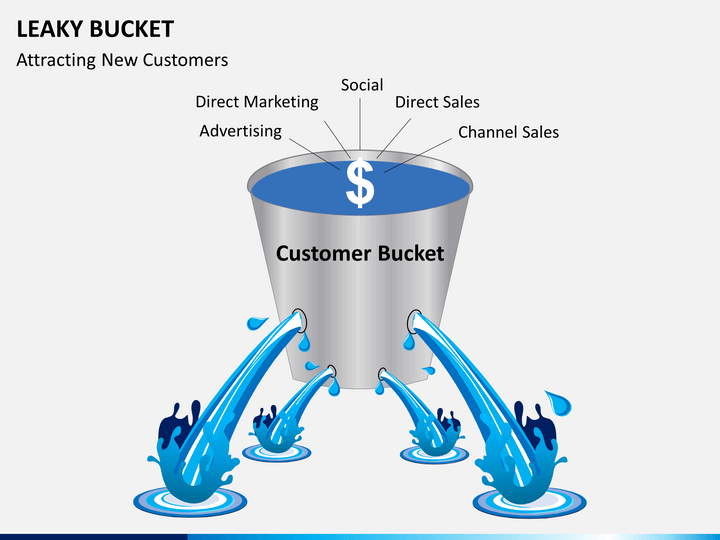 LEAKY BUCKET
Attracting New Customers
Social
Direct Marketing
Direct Sales
Advertising
Channel Sales
$
Customer Bucket